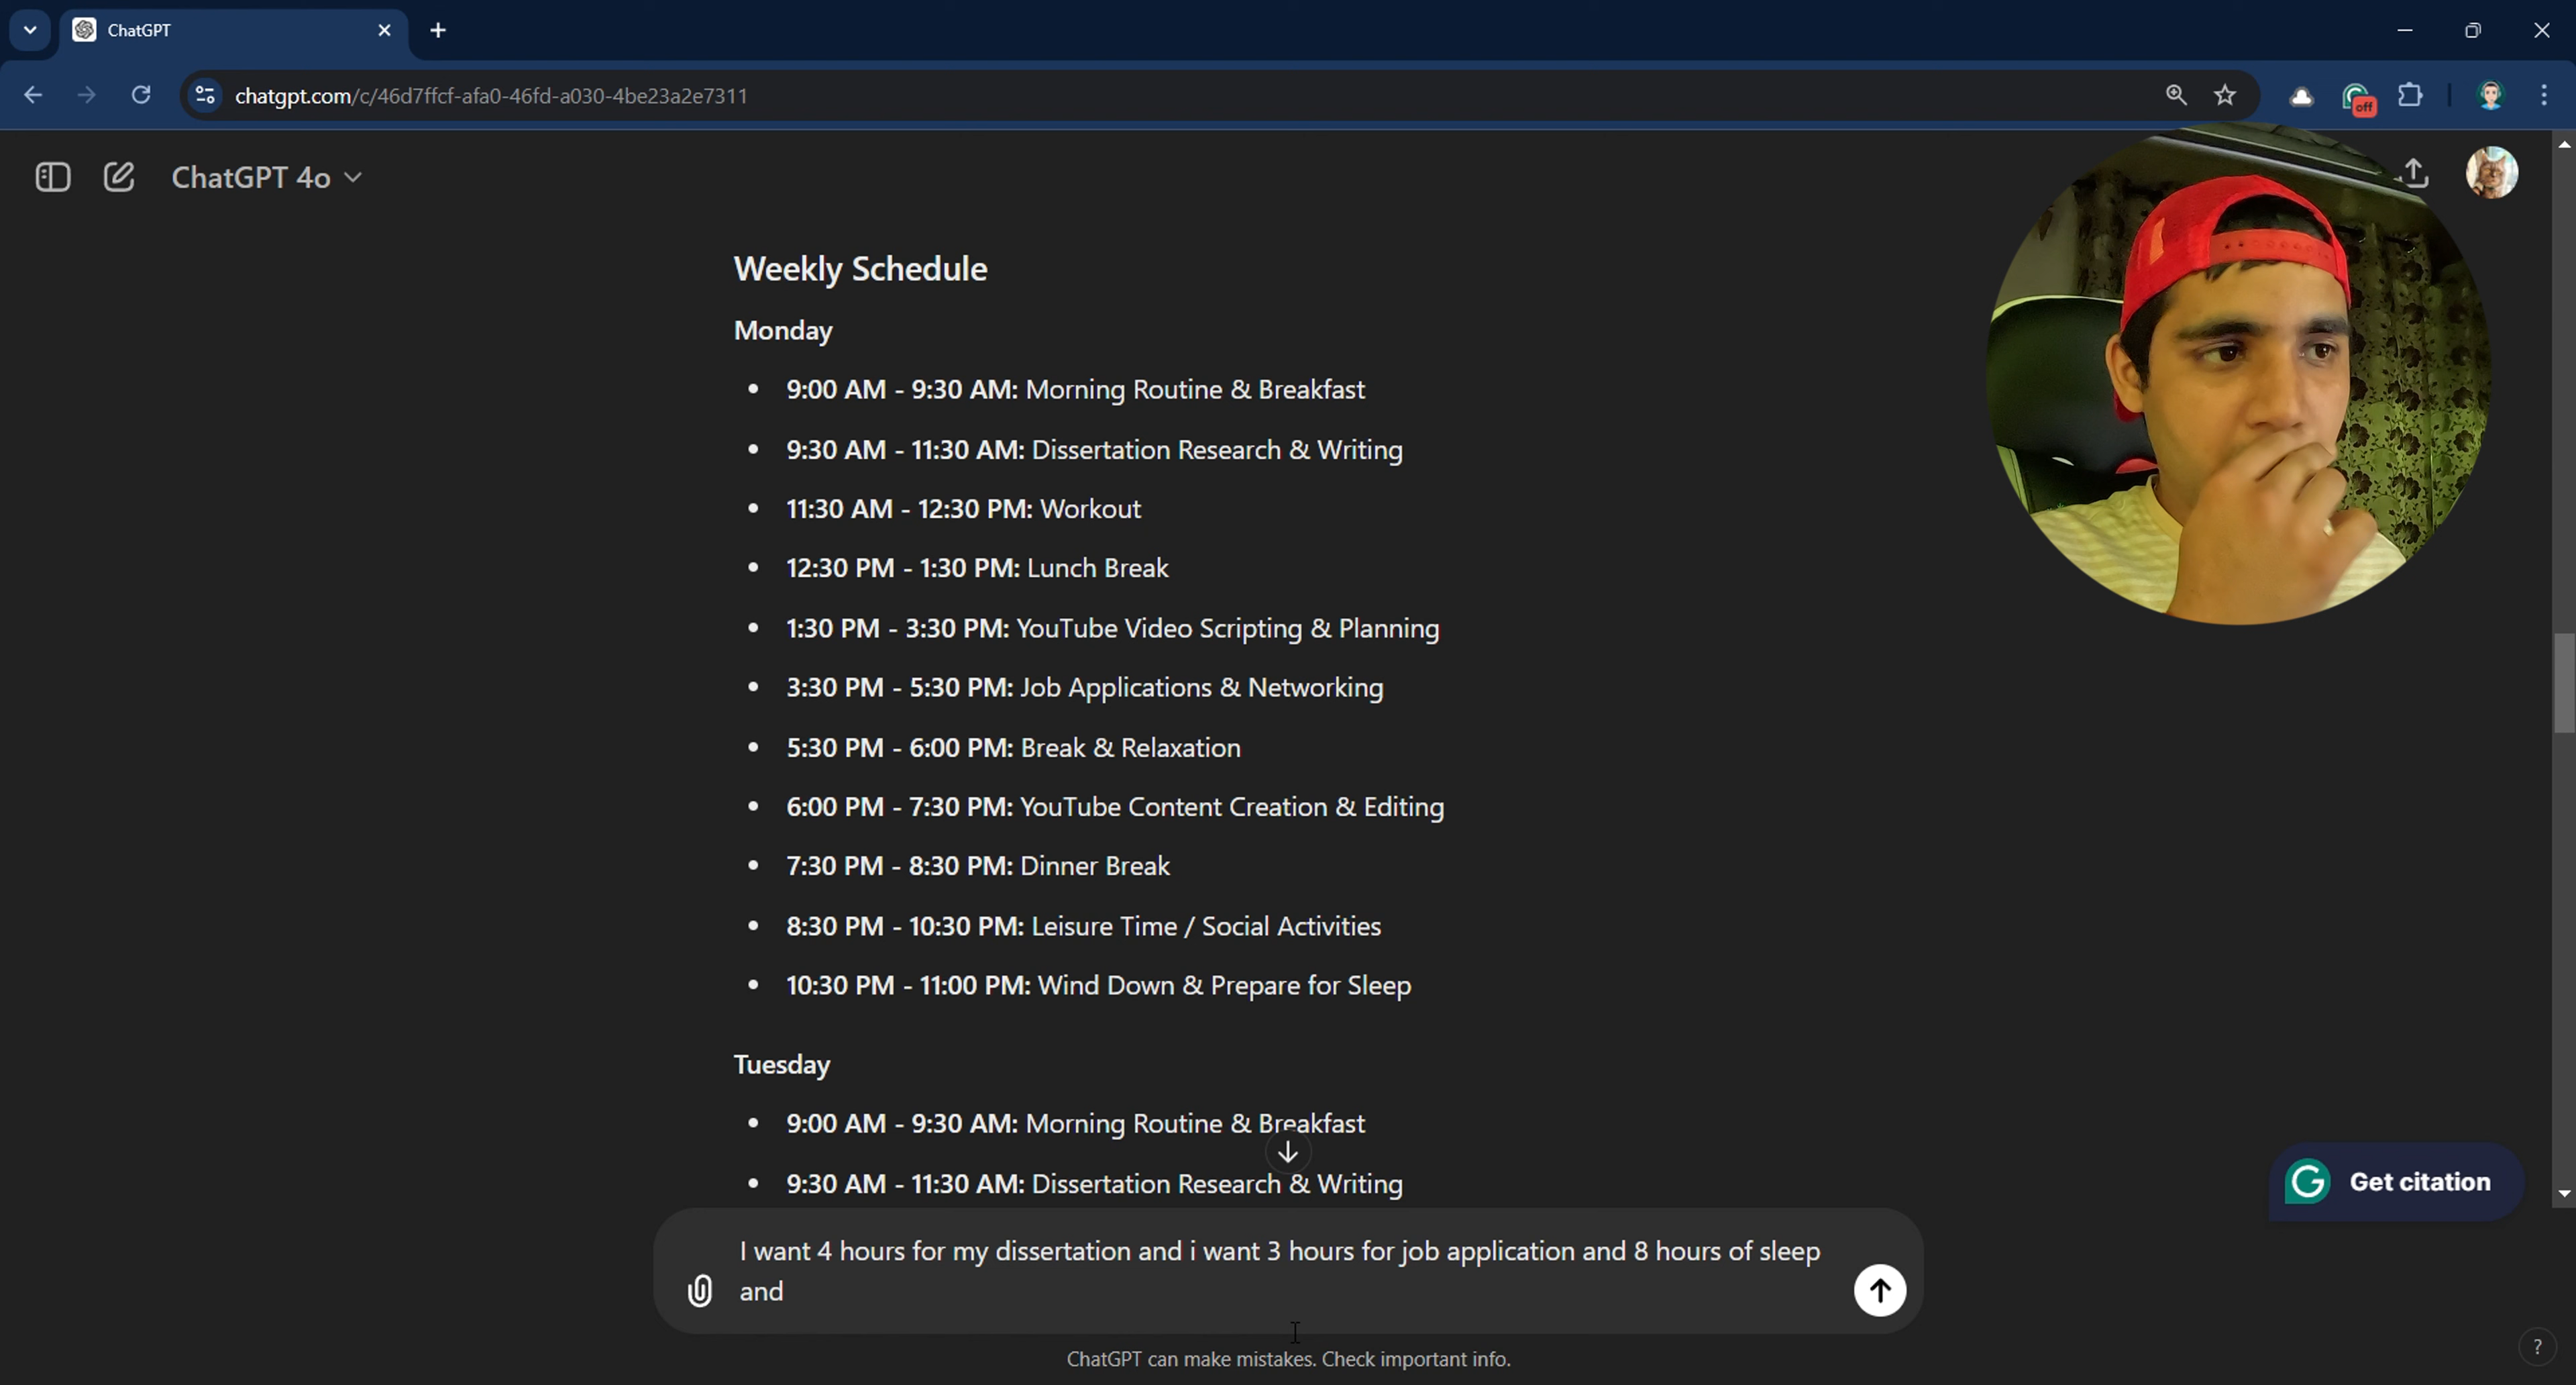 ChatGPT
chatgpt.com/c/46d7ffcf-afa0-46fd-a030-4be23a2e7311
off
ChatGPT 4o
Weekly Schedule
Monday
• 9:00 AM - 9:30 AM: Morning Routine & Breakfast
• 9:30 AM - 11:30 AM: Dissertation Research & Writing
• 11:30 AM - 12:30 PM: Workout
• 12:30 PM - 1:30 PM: Lunch Break
• 1:30 PM - 3:30 PM: YouTube Video Scripting & Planning
• 3:30 PM - 5:30 PM: Job Applications & Networking
• 5:30 PM - 6:00 PM: Break & Relaxation
• 6:00 PM - 7:30 PM: YouTube Content Creation & Editing
• 7:30 PM - 8:30 PM: Dinner Break
• 8:30 PM - 10:30 PM: Leisure Time / Social Activities
• 10:30 PM - 11:00 PM: Wind Down & Prepare for Sleep
Tuesday
• 9:00 AM - 9:30 AM: Morning Routine & Breakfast
• 9:30 AM - 11:30 AM: Dissertation Research & Writing
Get citation
I want 4 hours for my dissertation and i want 3 hours for job application and 8 hours of sleep
and
ChatGPT can make mistakes. Check important info.
?